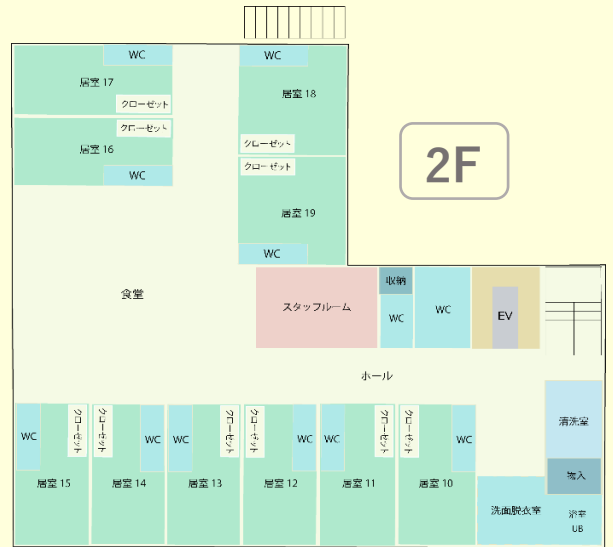 WC
WC
居室 17
居室 18
クローゼット
クローゼット
クローゼット
居室 16
クローゼット
WC
2F
居室 19
WC
収納
食堂
スタッフルーム
WC
WC
EV
ホール
WC
クローゼット
クローゼット
WC
WC
クローゼット
クローゼット
WC
WC
クローゼット
クローゼット
WC
清洗室
物入
居室 15
居室 14
居室 13
居室 12
居室 11
居室 10
洗面脱衣室
浴室
UB